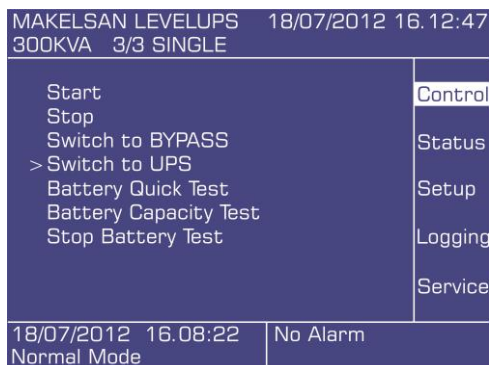 MAKELSAN LEVELUPS 18/07/2012 16.12:47
300KVA 3/3 SINGLE
Start
Stop
Switch to BYPASS
>Switch to UPS
Battery Quick Test
Battery Capacity Test
Stop Battery Test
Control
Status
Setup
Logging
Service
18/07/2012 16.08:22
Normal Mode
No Alarm